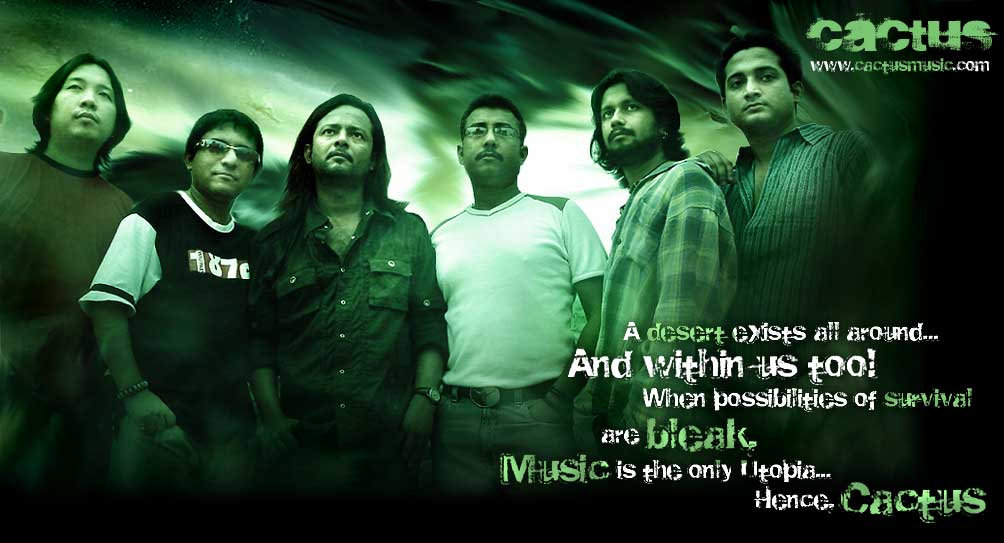 cactus
www.cactusmusic.com
1876
A desert exists all around...
And within us too!
When possibilities of survival
are bleak,
Music is the only Utopia...
Hence, Cactus